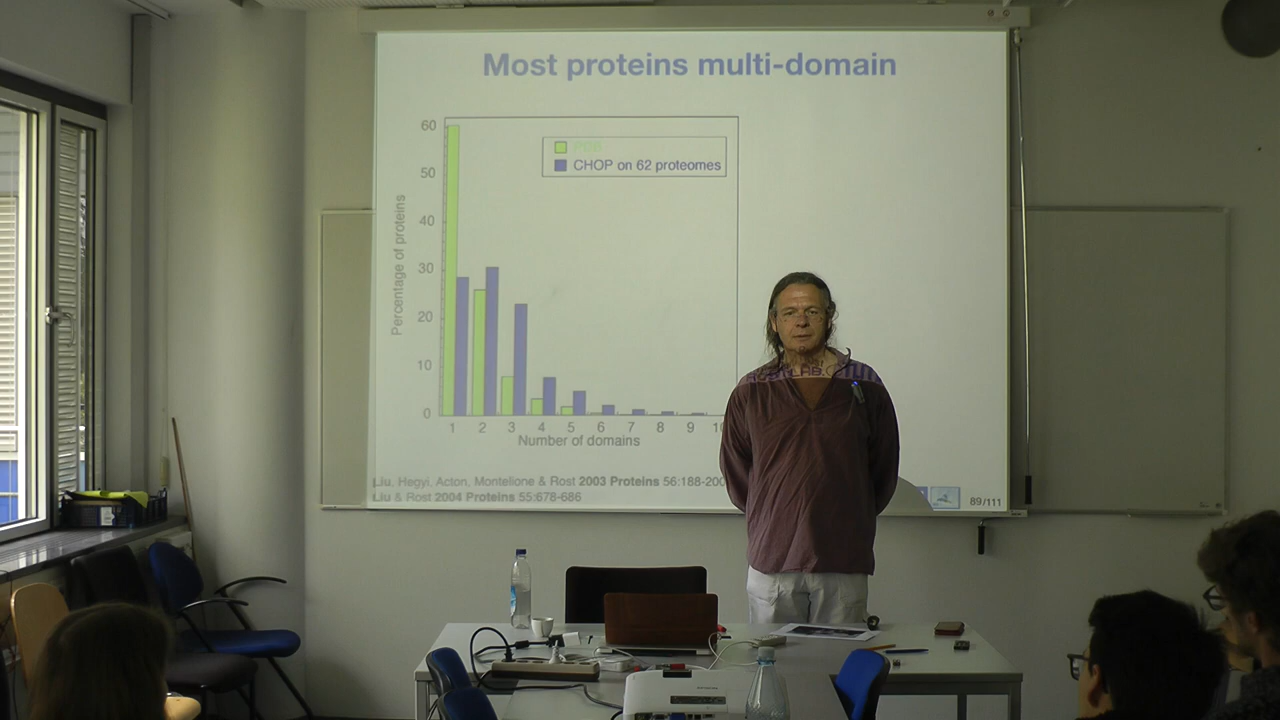 Most proteins multi-domain
60
50
40
30
20
10
0
Percentage of proteins
PDB
CHOP on 62 proteomes
1 2 3 4 5 6 7 8 9
Number of domains
Liu, Hegyi, Acton, Montelione & Rost 2003 Proteins 56:188-200
Liu & Rost 2004 Proteins 55:678-686
89/111